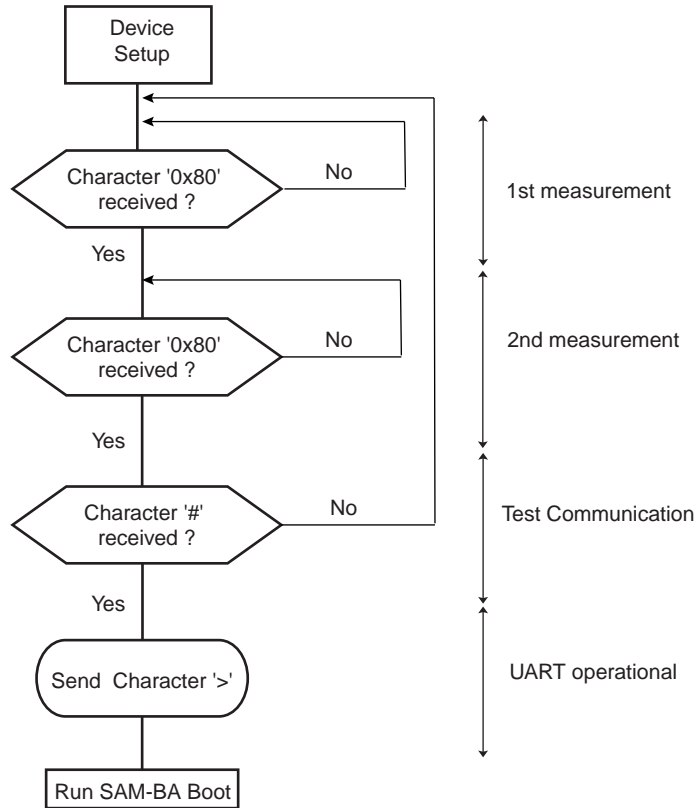 Device
Setup
Character '0x80'
received ?
No
1st measurement
Yes
Character '0x80'
received ?
No
2nd measurement
Yes
Character '#'
received ?
No
Test Communication
Yes
Send Character '>'
UART operational
Run SAM-BA Boot